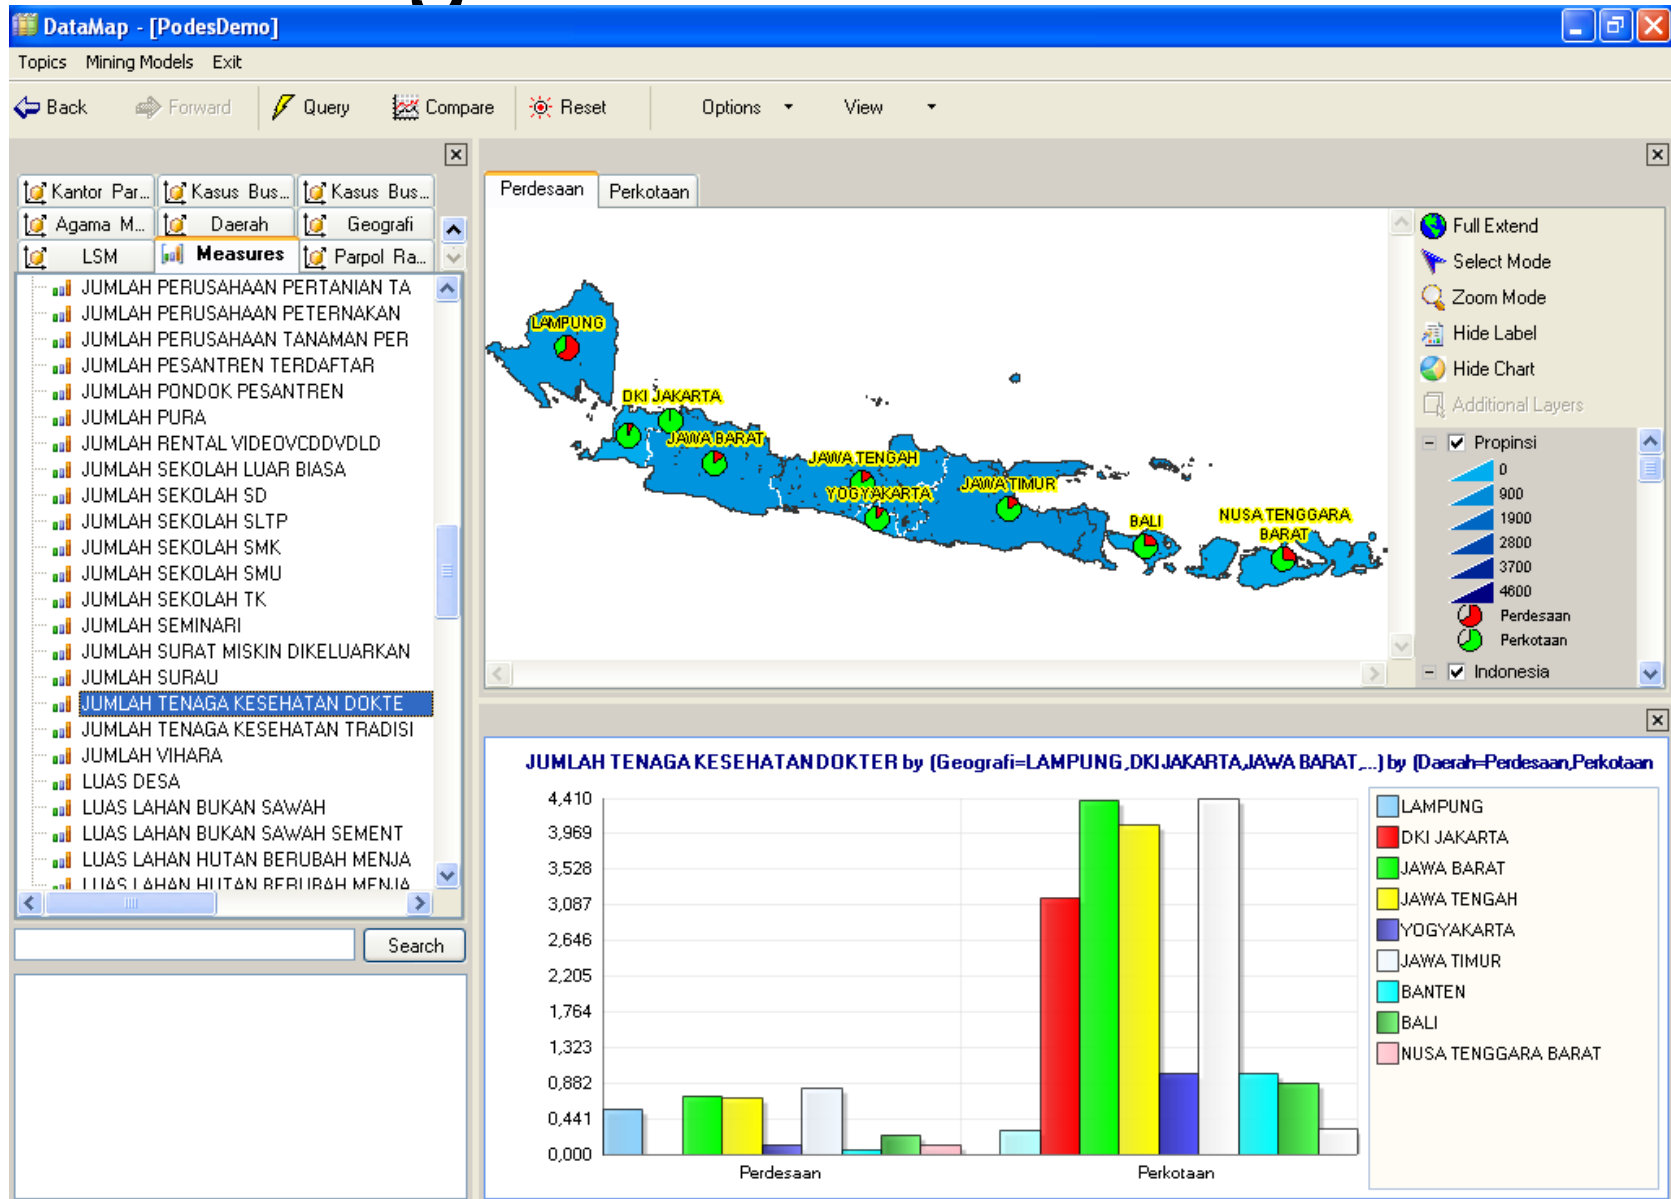 DataMap - [PodesDemo]
Topics Mining Models Exit
Back Forward Query Compare Reset Options View
Kantor Par... Kasus Bus... Kasus Bus...
Agama M... Daerah Geografi
LSM Measures Parpol Ra...
JUMLAH PERUSAHAAN PERTANIAN TA
JUMLAH PERUSAHAAN PETERNAKAN
JUMLAH PERUSAHAAN TANAMAN PER
JUMLAH PESANTREN TERDAFTAR
JUMLAH PONDOK PESANTREN
JUMLAH PURA
JUMLAH RENTAL VIDEOVCDDVDLD
JUMLAH SEKOLAH LUAR BIASA
JUMLAH SEKOLAH SD
JUMLAH SEKOLAH SLTP
JUMLAH SEKOLAH SMK
JUMLAH SEKOLAH SMU
JUMLAH SEKOLAH TK
JUMLAH SEMINARI
JUMLAH SURAT MISKIN DIKELUARKAN
JUMLAH SURAU
JUMLAH TENAGA KESEHATAN DOKTE
JUMLAH TENAGA KESEHATAN TRADISI
JUMLAH VIHARA
LUAS DESA
LUAS LAHAN BUKAN SAWAH
LUAS LAHAN BUKAN SAWAH SEMENT
LUAS LAHAN HUTAN BERUBAH MENJA
LUAS LAHAN HUTAN BERUBAH MENJA
Search
Perdesaan Perkotaan
LAMPUNG
DKI JAKARTA
JAWA BARAT
JAWA TENGAH
YOGYAKARTA
JAWA TIMUR
BALI
NUSA TENGGARA
BARAT
Full Extend
Select Mode
Zoom Mode
Hide Label
Hide Chart
Additional Layers
Propinsi
0
900
1900
2800
3700
4600
Perdesaan
Perkotaan
Indonesia
JUMLAH TENAGA KESEHATAN DOKTER by (Geografi=LAMPUNG,DKI JAKARTA,JAWA BARAT,...) by (Daerah=Perdesaan,Perkotaan
4,410
3,969
3,528
3,087
2,646
2,205
1,764
1,323
0,882
0,441
0,000
Perdesaan Perkotaan
LAMPUNG
DKI JAKARTA
JAWA BARAT
JAWA TENGAH
YOGYAKARTA
JAWA TIMUR
BANTEN
BALI
NUSA TENGGARA BARAT